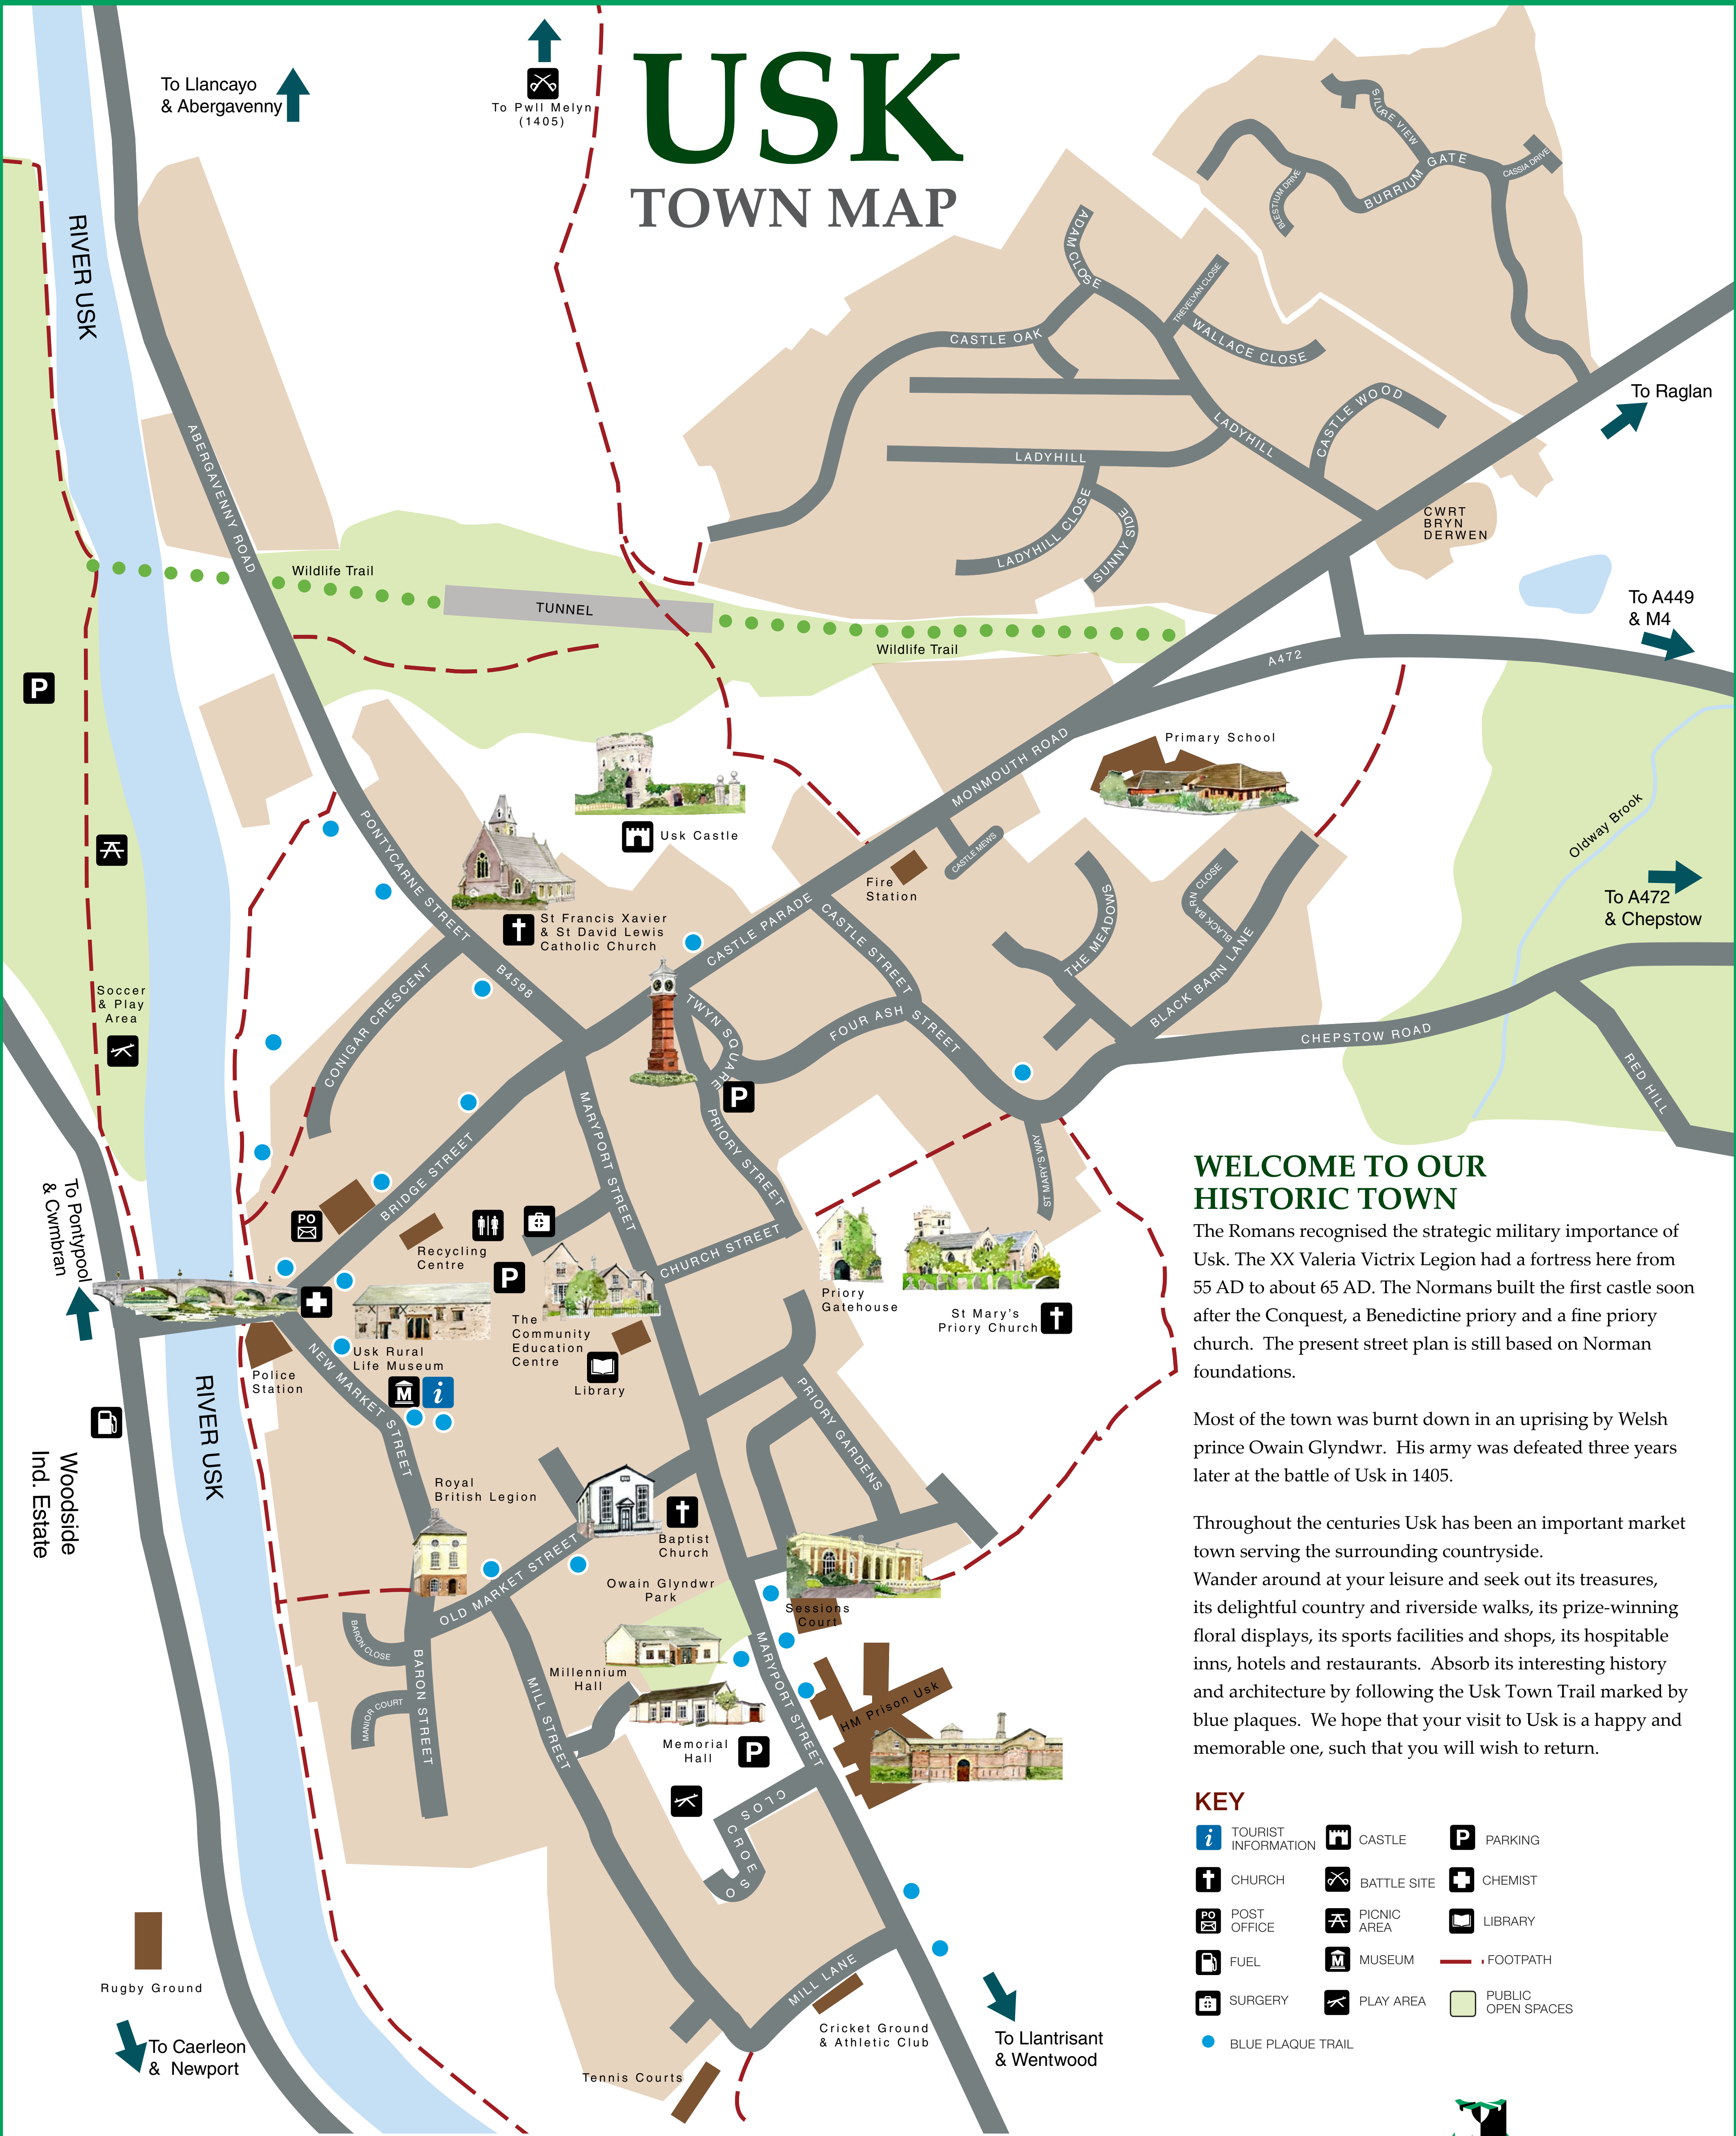 USK
TOWN MAP
To Llancayo
& Abergavenny
To Pwll Melyn
(1405)
RIVER USK
SILURE VIEW
BURRIUM GATE
CASSIA DRIVE
BLESTIUM DRIVE
ADAM CLOSE
TREVELYAN CLOSE
WALLACE CLOSE
CASTLE OAK
CASTLE WOOD
LADYHILL
LADYHILL
LADYHILL CLOSE
SUNNY SIDE
To Raglan
CWRT
BRYN
DERWEN
ABERGAVENNY ROAD
Wildlife Trail
TUNNEL
Wildlife Trail
To A449
& M4
A472
P
MONMOUTH ROAD
Primary School
Usk Castle
PONTYCARNE STREET
CASTLE MEWS
Fire
Station
Oldway Brook
To A472
& Chepstow
St Francis Xavier
& St David Lewis
Catholic Church
CASTLE PARADE
CASTLE STREET
THE MEADOWS
BLACK BARN CLOSE
BLACK BARN LANE
B4598
CONIGAR CRESCENT
Soccer
& Play
Area
TWYN SQUARE
FOUR ASH STREET
CHEPSTOW ROAD
RED HILL
P
BRIDGE STREET
MARYPORT STREET
PRIORY STREET
ST MARY'S WAY
To Pontypool
& Cwmbran
PO
Recycling
Centre
P
CHURCH STREET
Priory
Gatehouse
St Mary's
Priory Church
The
Community
Education
Centre
Library
Usk Rural
Life Museum
M
i
Police
Station
NEW MARKET STREET
RIVER USK
Woodside
Ind. Estate
PRIORY GARDENS
Royal
British Legion
Baptist
Church
OLD MARKET STREET
Owain Glyndwr
Park
Sessions
Court
BARON CLOSE
MANIOR COURT
BARON STREET
MILL STREET
Millennium
Hall
MARYPORT STREET
HM Prison Usk
Memorial
Hall
P
CLOS
CROESO
MILL LANE
Rugby Ground
To Caerleon
& Newport
Cricket Ground
& Athletic Club
Tennis Courts
To Llantrisant
& Wentwood
WELCOME TO OUR
HISTORIC TOWN
The Romans recognised the strategic military importance of
Usk. The XX Valeria Victrix Legion had a fortress here from
55 AD to about 65 AD. The Normans built the first castle soon
after the Conquest, a Benedictine priory and a fine priory
church. The present street plan is still based on Norman
foundations.
Most of the town was burnt down in an uprising by Welsh
prince Owain Glyndwr. His army was defeated three years
later at the battle of Usk in 1405.
Throughout the centuries Usk has been an important market
town serving the surrounding countryside.
Wander around at your leisure and seek out its treasures,
its delightful country and riverside walks, its prize-winning
floral displays, its sports facilities and shops, its hospitable
inns, hotels and restaurants. Absorb its interesting history
and architecture by following the Usk Town Trail marked by
blue plaques. We hope that your visit to Usk is a happy and
memorable one, such that you will wish to return.
KEY
i TOURIST
INFORMATION
CASTLE
P PARKING
CHURCH
BATTLE SITE
CHEMIST
PO POST
OFFICE
PICNIC
AREA
LIBRARY
FUEL
M MUSEUM
FOOTPATH
SURGERY
PLAY AREA
PUBLIC
OPEN SPACES
BLUE PLAQUE TRAIL